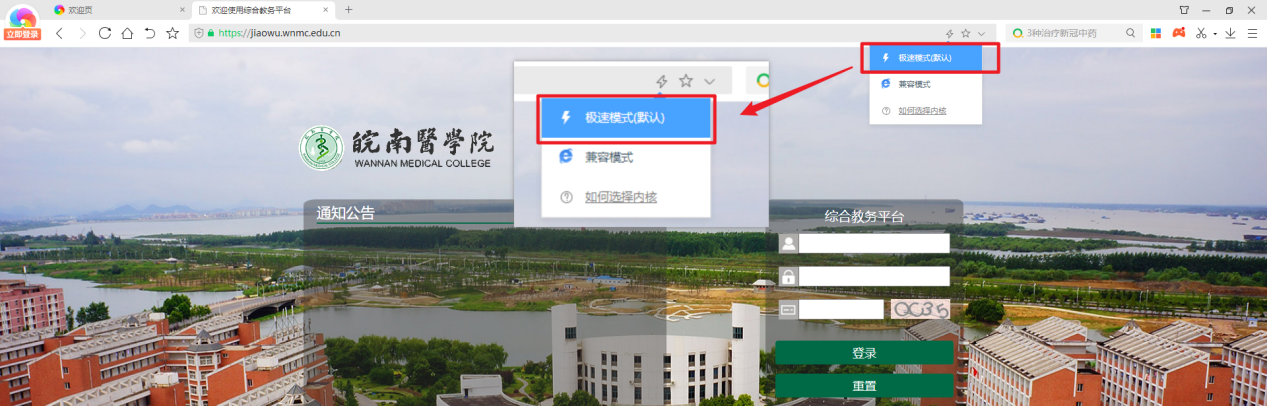 欢迎页
欢迎使用综合教务平台
立即登录
https://jiaowu.wnmc.edu.cn
3种治疗新冠中药
极速模式(默认)
兼容模式
如何选择内核
极速模式(默认)
兼容模式
如何选择内核
皖南醫學院
WANNAN MEDICAL COLLEGE
通知公告
综合教务平台
QC35
登录
重置